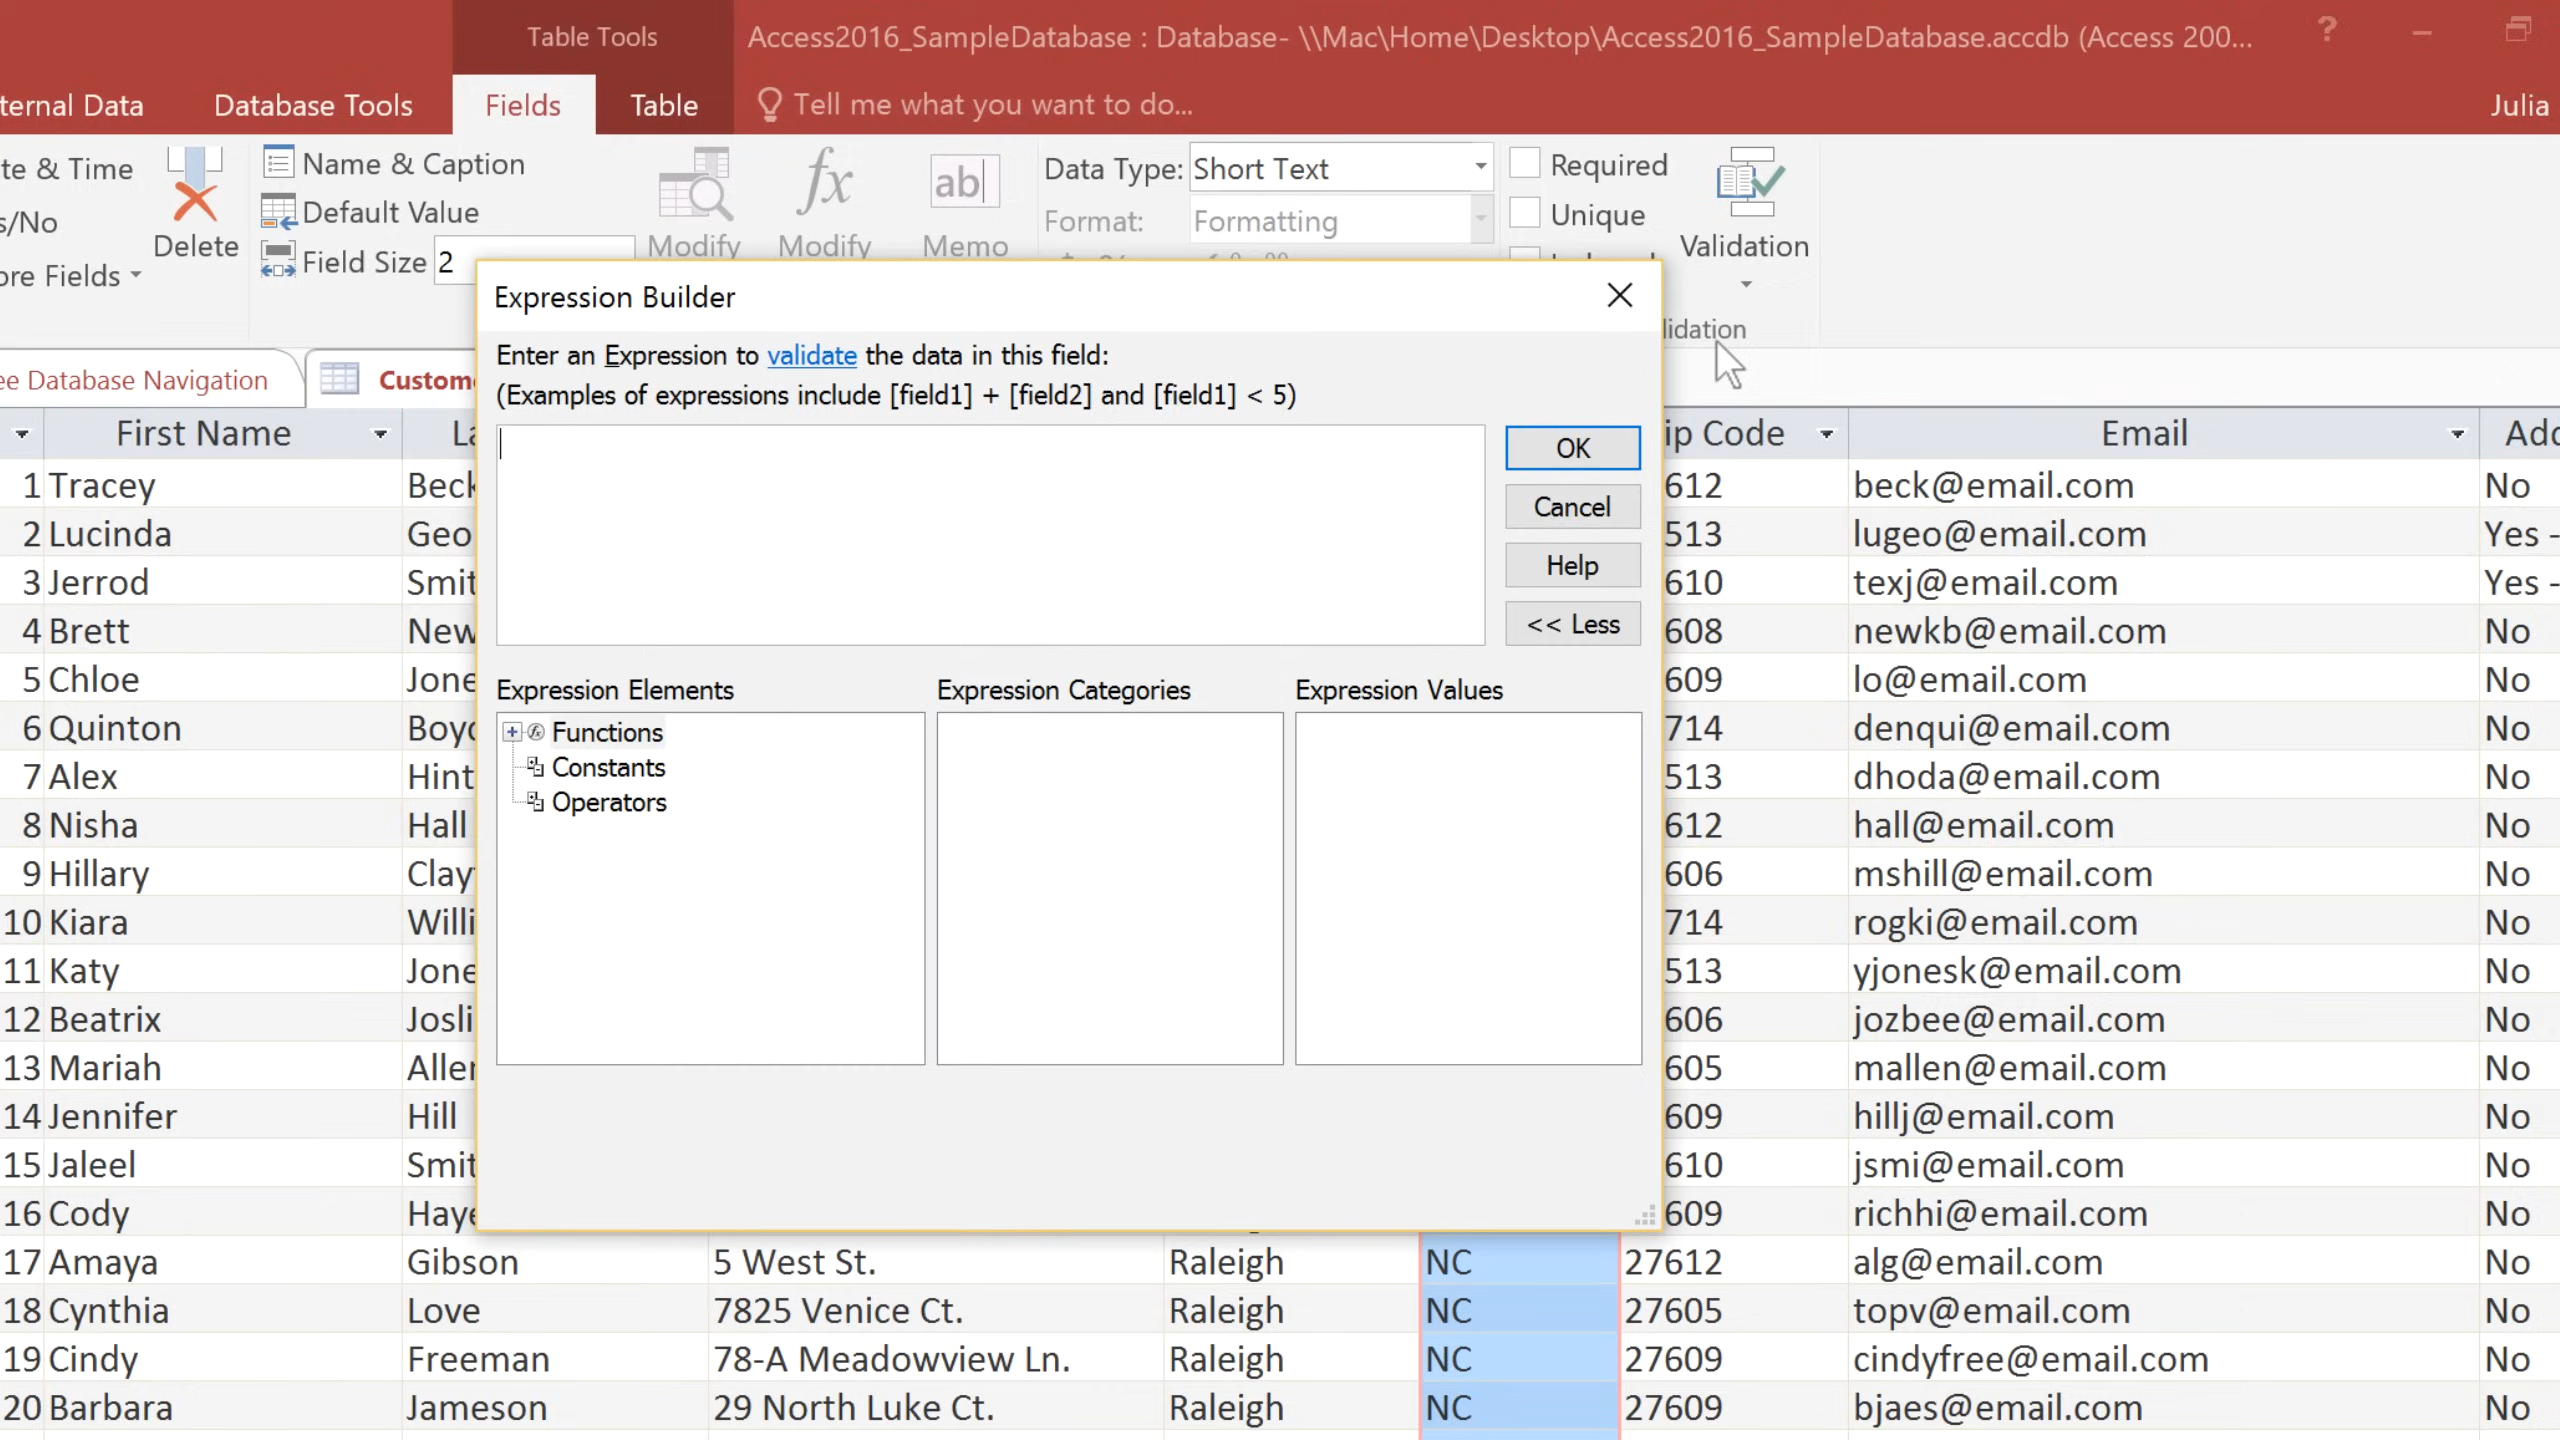 Table Tools
Access2016_SampleDatabase : Database- \\Mac\Home\Desktop\Access2016_SampleDatabase.accdb (Access 200...
?
ternal Data
Database Tools
Fields
Table
Tell me what you want to do...
Julia
te & Time
s/No
ore Fields
Delete
Name & Caption
Default Value
Field Size 2
Modify
Modify
Memo
ab
fx
Data Type: Short Text
Format: Formatting
Required
Unique
Validation
lidation
ee Database Navigation
Custome
Expression Builder
Enter an Expression to validate the data in this field:
(Examples of expressions include [field1] + [field2] and [field1] < 5)
OK
Cancel
Help
<< Less
Expression Elements
Expression Categories
Expression Values
Functions
Constants
Operators
First Name La ip Code Email Add
1 Tracey Beck 612 beck@email.com No
2 Lucinda Geo 513 lugeo@email.com Yes -
3 Jerrod Smit 610 texj@email.com Yes -
4 Brett New 608 newkb@email.com No
5 Chloe Jone 609 lo@email.com No
6 Quinton Boyd 714 denqui@email.com No
7 Alex Hint 513 dhoda@email.com No
8 Nisha Hall 612 hall@email.com No
9 Hillary Clayt 606 mshill@email.com No
10 Kiara Willi 714 rogki@email.com No
11 Katy Jone 513 yjonesk@email.com No
12 Beatrix Josli 606 jozbee@email.com No
13 Mariah Aller 605 mallen@email.com No
14 Jennifer Hill 609 hillj@email.com No
15 Jaleel Smit 610 jsmi@email.com No
16 Cody Haye 609 richhi@email.com No
17 Amaya Gibson 5 West St. Raleigh NC 27612 alg@email.com No
18 Cynthia Love 7825 Venice Ct. Raleigh NC 27605 topv@email.com No
19 Cindy Freeman 78-A Meadowview Ln. Raleigh NC 27609 cindyfree@email.com No
20 Barbara Jameson 29 North Luke Ct. Raleigh NC 27609 bjaes@email.com No